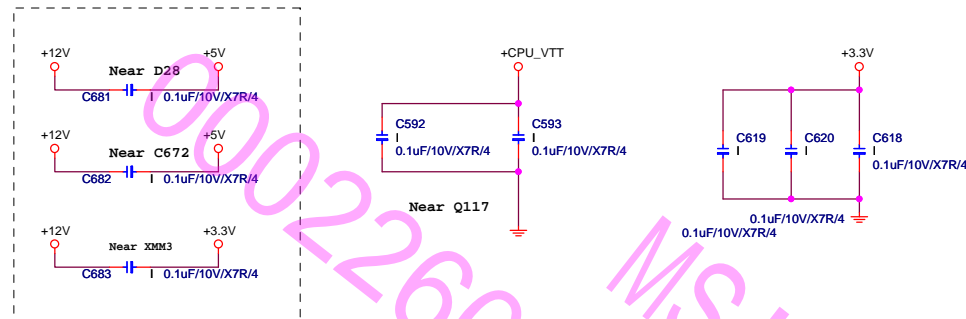 +12V
+5V
Near D28
C681
I
0.1uF/10V/X7R/4
+12V
+5V
Near C672
C682
I
0.1uF/10V/X7R/4
+12V
+3.3V
Near XMM3
C683
I
0.1uF/10V/X7R/4
+CPU_VTT
C592
I
0.1uF/10V/X7R/4
C593
I
0.1uF/10V/X7R/4
Near Q117
+3.3V
C619
I
C620
I
C618
I
0.1uF/10V/X7R/4
0.1uF/10V/X7R/4
0.1uF/10V/X7R/4